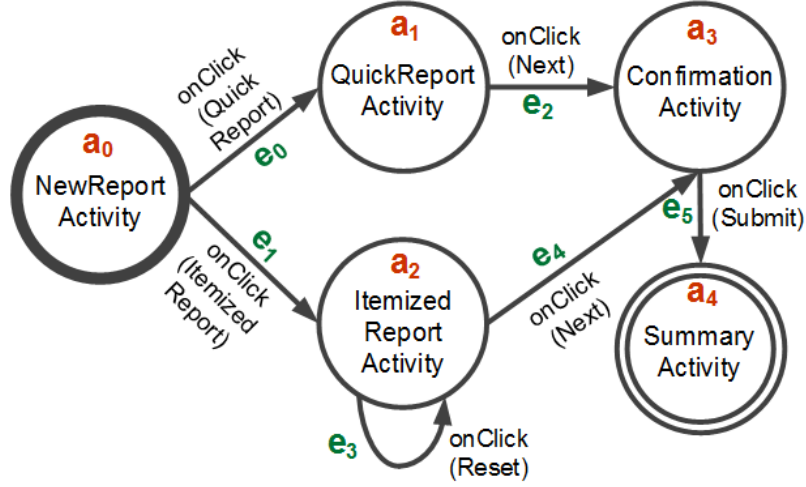 a0
NewReport
Activity
onClick
(Quick
Report)
e0
a1
QuickReport
Activity
onClick
(Next)
e2
a3
Confirmation
Activity
e1
onClick
(Itemized
Report)
a2
Itemized
Report
Activity
e3
onClick
(Reset)
e4
onClick
(Next)
e5
onClick
(Submit)
a4
Summary
Activity